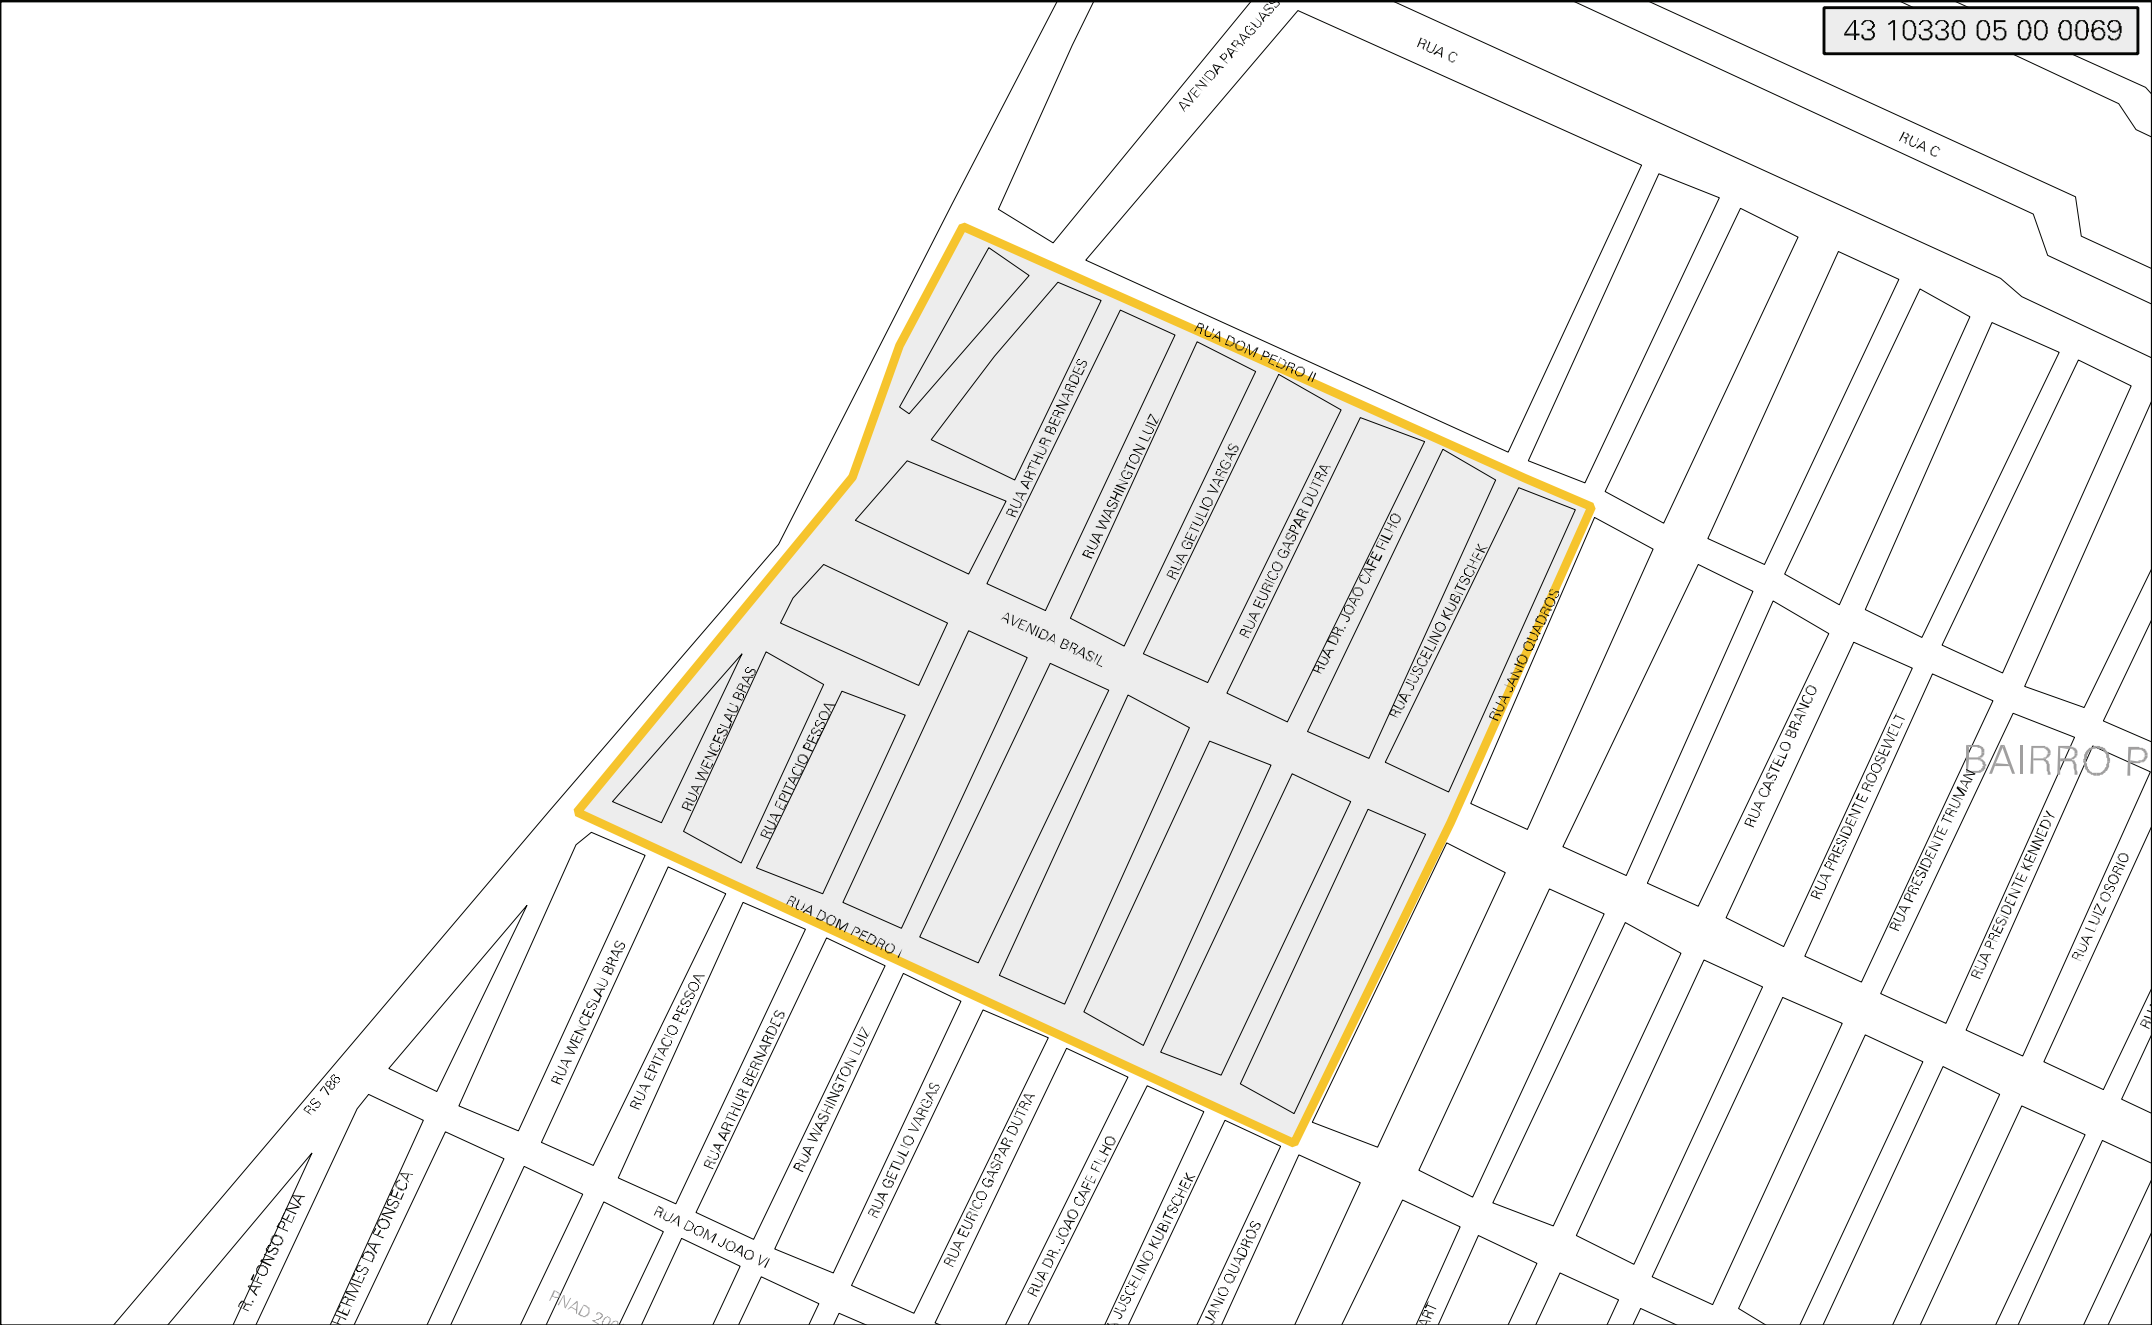 43 10330 05 00 0069
AVENIDA PARAGUASS
RUA C
RUA C
RUA DOM PEDRO II
RUA ARTHUR BERNARDES
RUA WASHINGTON LUIZ
RUA GETULIO VARGAS
RUA EURICO GASPAR DUTRA
RUA DR. JOAO CAFE FILHO
RUA JUSCELINO KUBITSCHEK
RUA JANIO QUADROS
AVENIDA BRASIL
RUA WENCESLAU BRAS
RUA EPITACIO PESSOA
RUA CASTELO BRANCO
RUA PRESIDENTE ROOSEWELT
RUA PRESIDENTE TRUMAN
RUA PRESIDENTE KENNEDY
RUA LUIZ OSORIO
BAIRRO P
RUA DOM PEDRO I
RUA WENCESLAU BRAS
RUA EPITACIO PESSOA
RUA ARTHUR BERNARDES
RUA WASHINGTON LUIZ
RUA GETULIO VARGAS
RUA EURICO GASPAR DUTRA
RUA DR. JOAO CAFE FILHO
JUSCELINO KUBITSCHEK
JANIO QUADROS
RS 786
R. AFONSO PENA
HERMES DA FONSECA
RUA DOM JOAO VI
PNAD 200
ART
RU